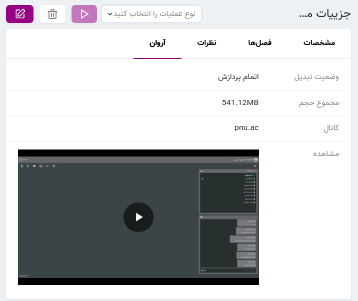 جزییات م...
نوع عملیات را انتخاب کنید
مشخصات فصل‌ها نظرات آروان
وضعیت تبدیل اتمام پردازش
مجموع حجم 541.12MB
کانال pnu.ac
مشاهده